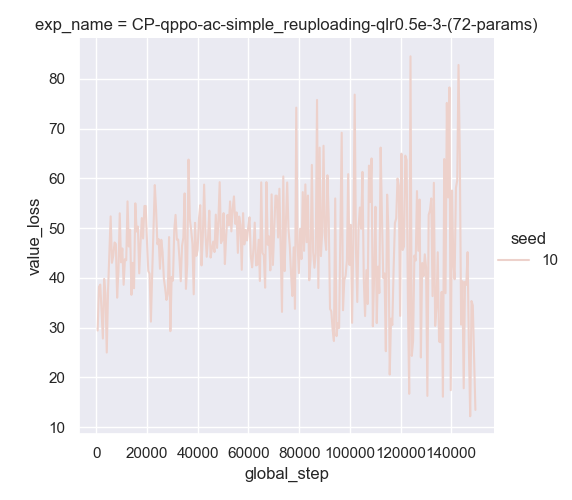 exp_name = CP-qppo-ac-simple_reuploading-qlr0.5e-3-(72-params)
80
70
60
50
40
30
20
10
value_loss
0 20000 40000 60000 80000 100000 120000 140000
global_step
seed
10